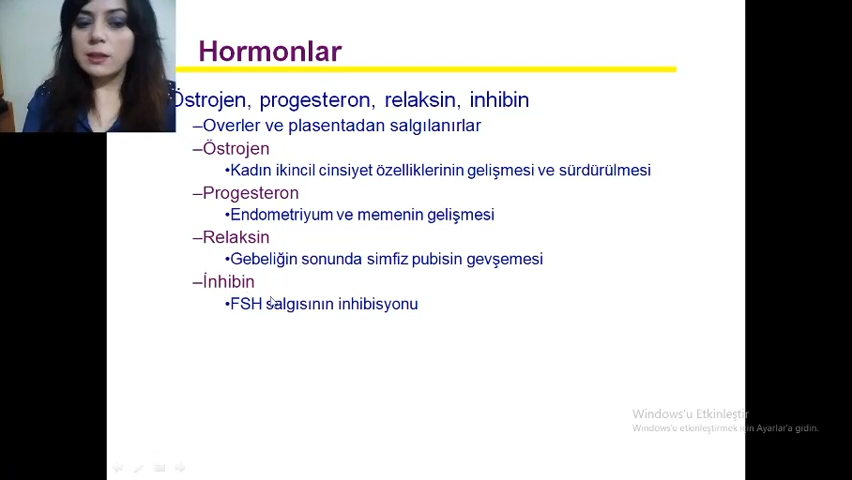 Hormonlar
Östrojen, progesteron, relaksin, inhibin
–Overler ve plasentadan salgılanırlar
–Östrojen
•Kadın ikincil cinsiyet özelliklerinin gelişmesi ve sürdürülmesi
–Progesteron
•Endometriyum ve memenin gelişmesi
–Relaksin
•Gebeliğin sonunda simfiz pubisin gevşemesi
–İnhibin
•FSH salgısının inhibisyonu
Windows'u Etkinleştir
Windows'u etkinleştirmek için Ayarlar'a gidin.